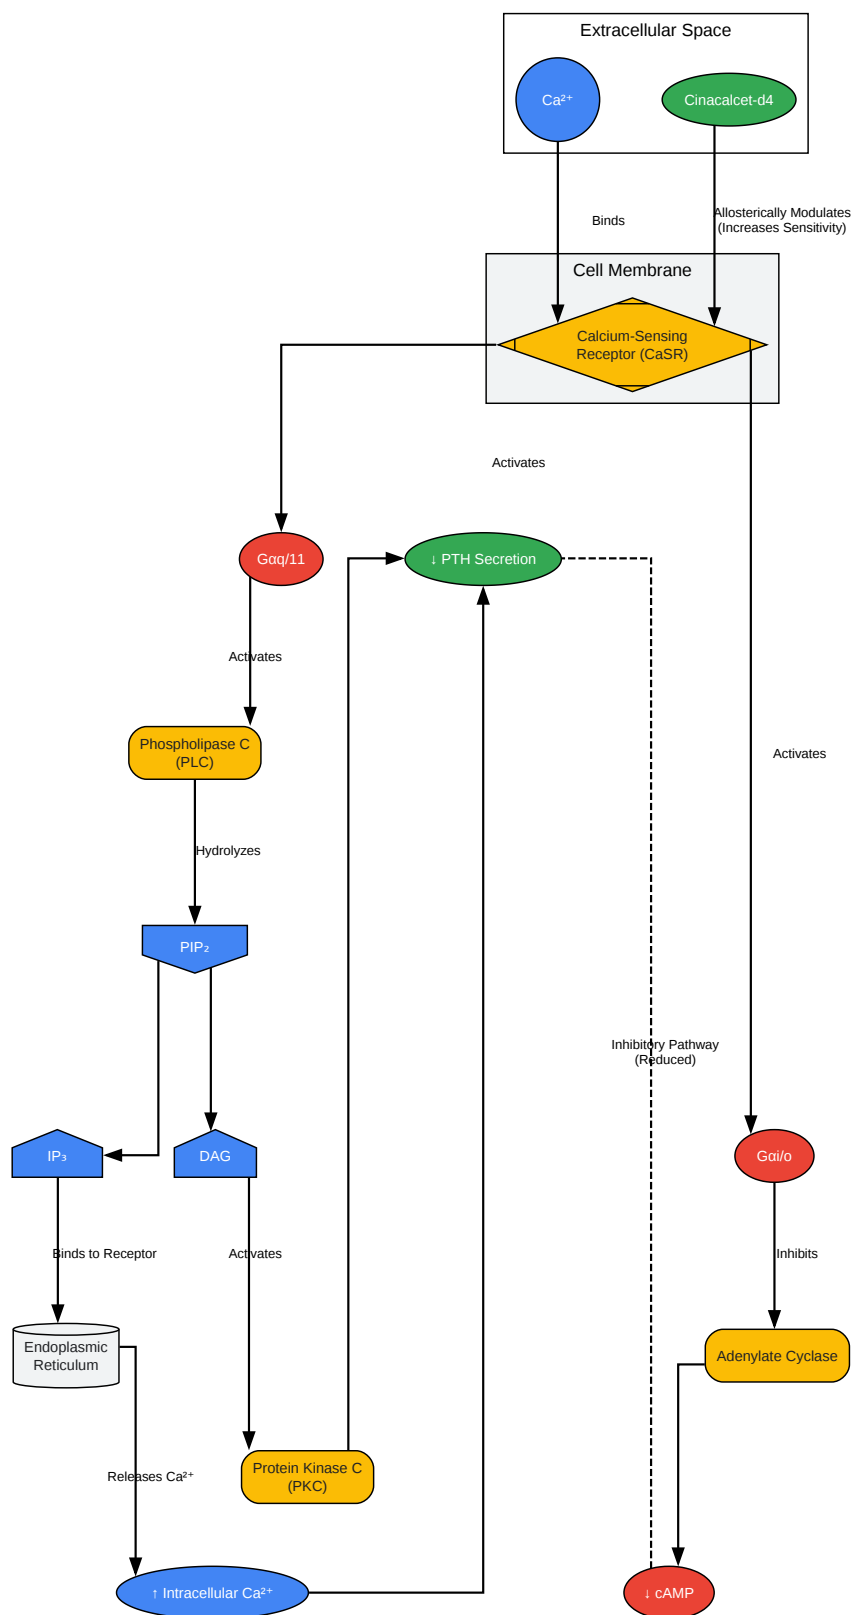 Extracellular Space
Ca²⁺
Cinacalcet-d4
Binds
Allosterically Modulates
(Increases Sensitivity)
Cell Membrane
Calcium-Sensing
Receptor (CaSR)
Activates
Gαq/11
↓ PTH Secretion
Activates
Phospholipase C
(PLC)
Activates
Hydrolyzes
PIP₂
Inhibitory Pathway
(Reduced)
IP₃
DAG
Gαi/o
Binds to Receptor
Activates
Inhibits
Endoplasmic
Reticulum
Adenylate Cyclase
Releases Ca²⁺
Protein Kinase C
(PKC)
↑ Intracellular Ca²⁺
↓ cAMP